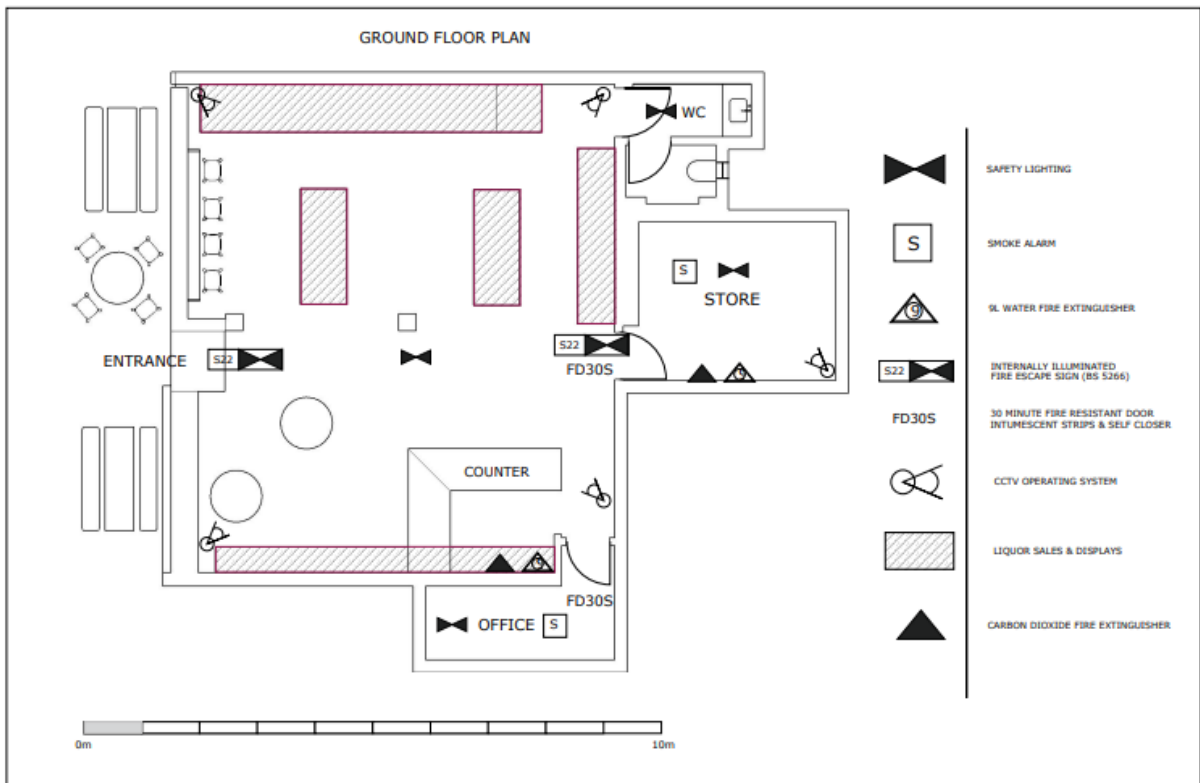 GROUND FLOOR PLAN
WC
SAFETY LIGHTING
S
SMOKE ALARM
S
STORE
9
9L WATER FIRE EXTINGUISHER
ENTRANCE
S22
S22
FD30S
S22
INTERNALLY ILLUMINATED
FIRE ESCAPE SIGN (BS 5266)
FD30S
30 MINUTE FIRE RESISTANT DOOR
INTUMESCENT STRIPS & SELF CLOSER
COUNTER
CCTV OPERATING SYSTEM
LIQUOR SALES & DISPLAYS
FD30S
OFFICE
S
CARBON DIOXIDE FIRE EXTINGUISHER
0m
10m